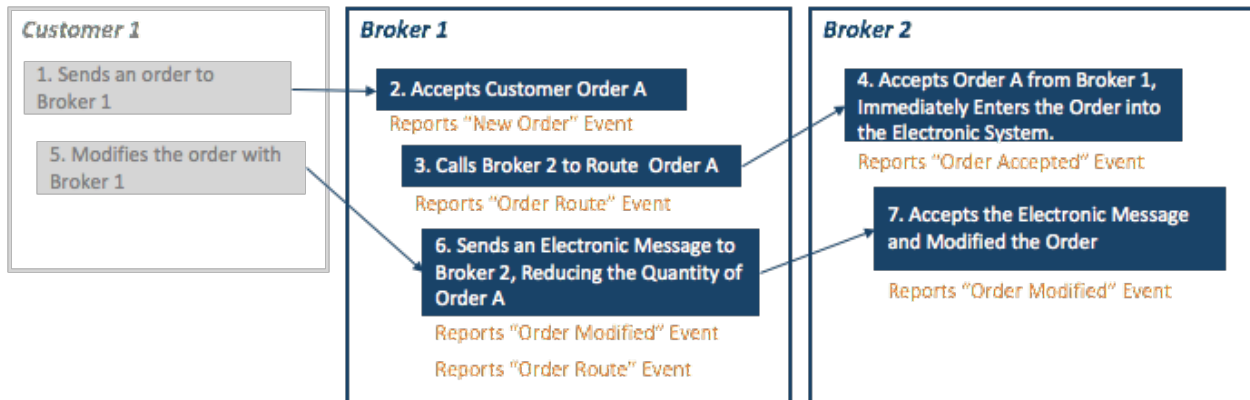 Customer 1
1. Sends an order to
Broker 1
5. Modifies the order with
Broker 1
Broker 1
2. Accepts Customer Order A
Reports "New Order" Event
3. Calls Broker 2 to Route Order A
Reports "Order Route" Event
6. Sends an Electronic Message to
Broker 2, Reducing the Quantity of
Order A
Reports "Order Modified" Event
Reports "Order Route" Event
Broker 2
4. Accepts Order A from Broker 1,
Immediately Enters the Order into
the Electronic System.
Reports "Order Accepted" Event
7. Accepts the Electronic Message
and Modified the Order
Reports "Order Modified" Event